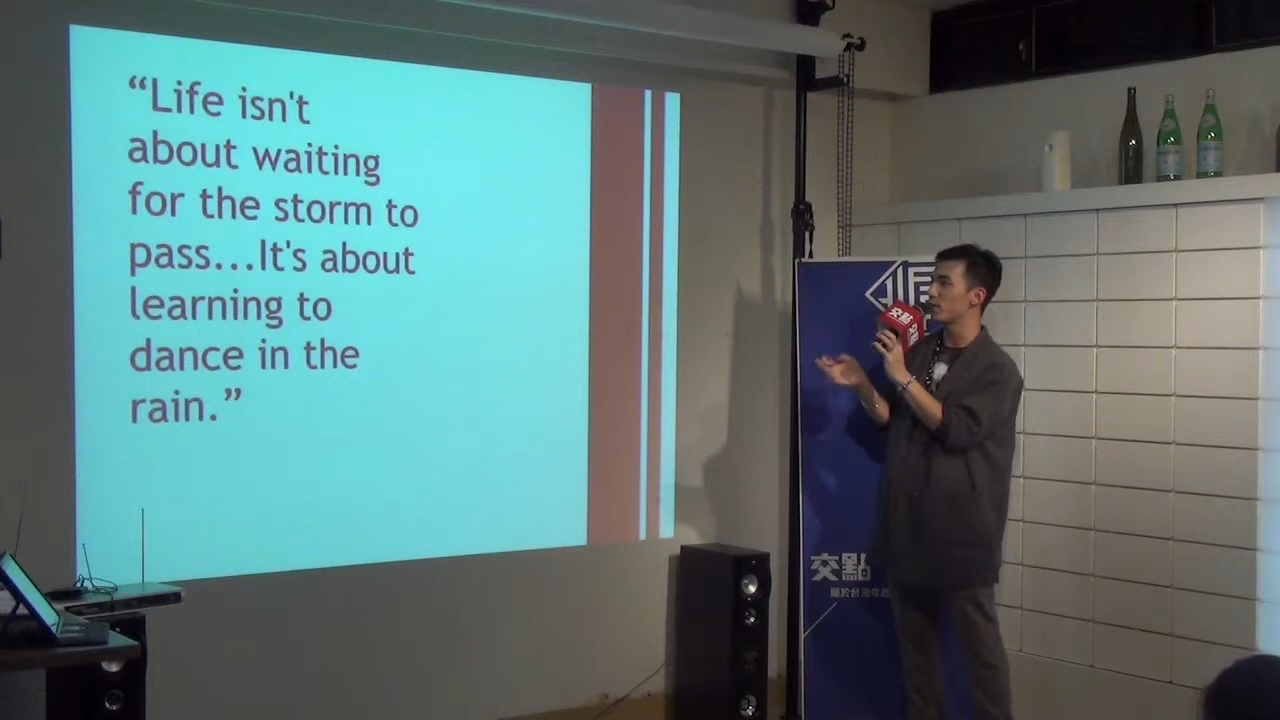 “Life isn't
about waiting
for the storm to
pass...It's about
learning to
dance in the
rain.”
交點
交點